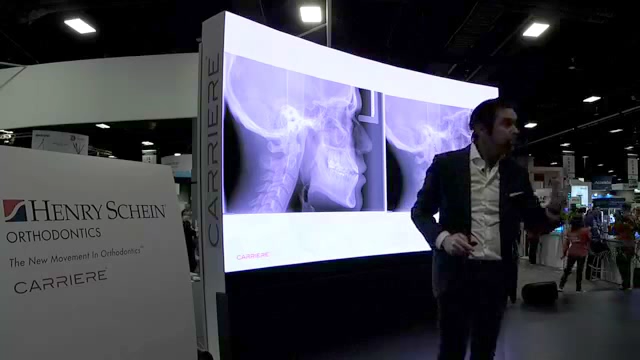 HENRY SCHEIN®
ORTHODONTICS
The New Movement In Orthodontics™
CARRIERE®
CARRIERE
CARRIERE